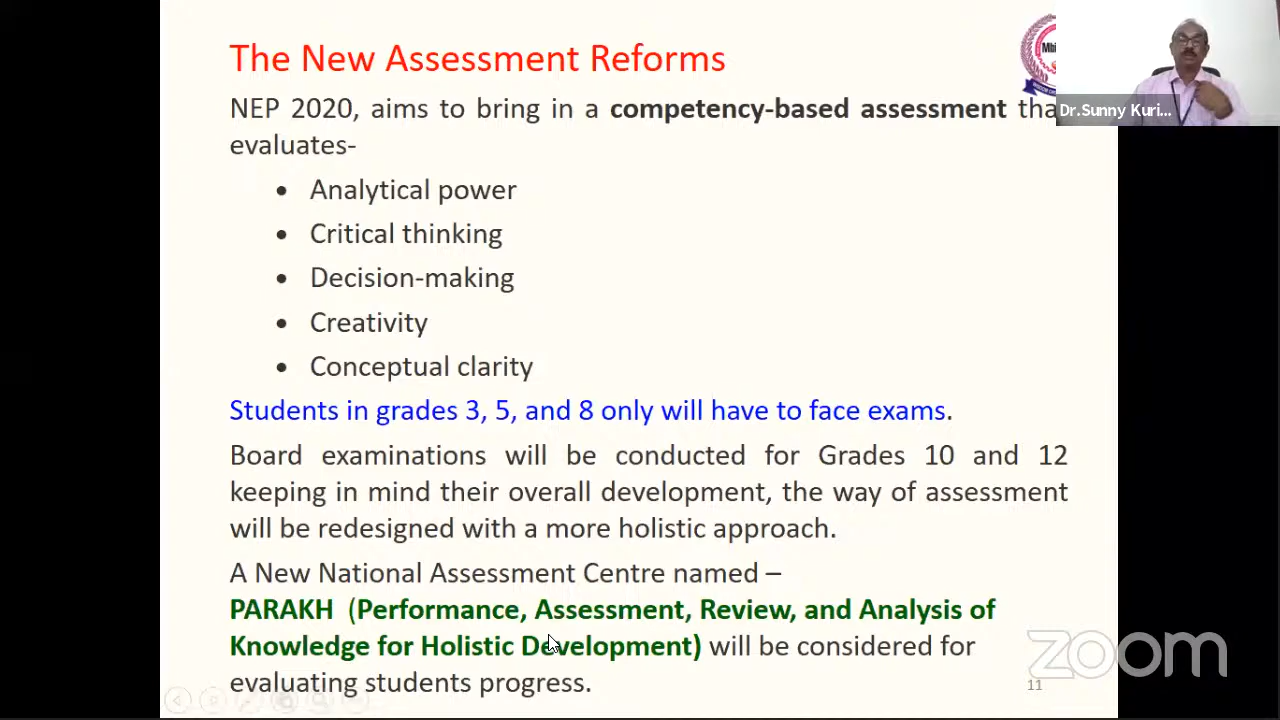 The New Assessment Reforms
NEP 2020, aims to bring in a competency-based assessment tha
evaluates-
• Analytical power
• Critical thinking
• Decision-making
• Creativity
• Conceptual clarity
Students in grades 3, 5, and 8 only will have to face exams.
Board examinations will be conducted for Grades 10 and 12
keeping in mind their overall development, the way of assessment
will be redesigned with a more holistic approach.
A New National Assessment Centre named –
PARAKH (Performance, Assessment, Review, and Analysis of
Knowledge for Holistic Development) will be considered for
evaluating students progress.
11
Dr.Sunny Kuri...
zoom